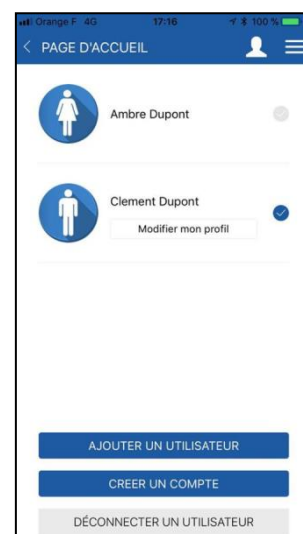 Orange F 4G 17:16 100 %
< PAGE D'ACCUEIL
Ambre Dupont
Clement Dupont
Modifier mon profil
AJOUTER UN UTILISATEUR
CREER UN COMPTE
DÉCONNECTER UN UTILISATEUR